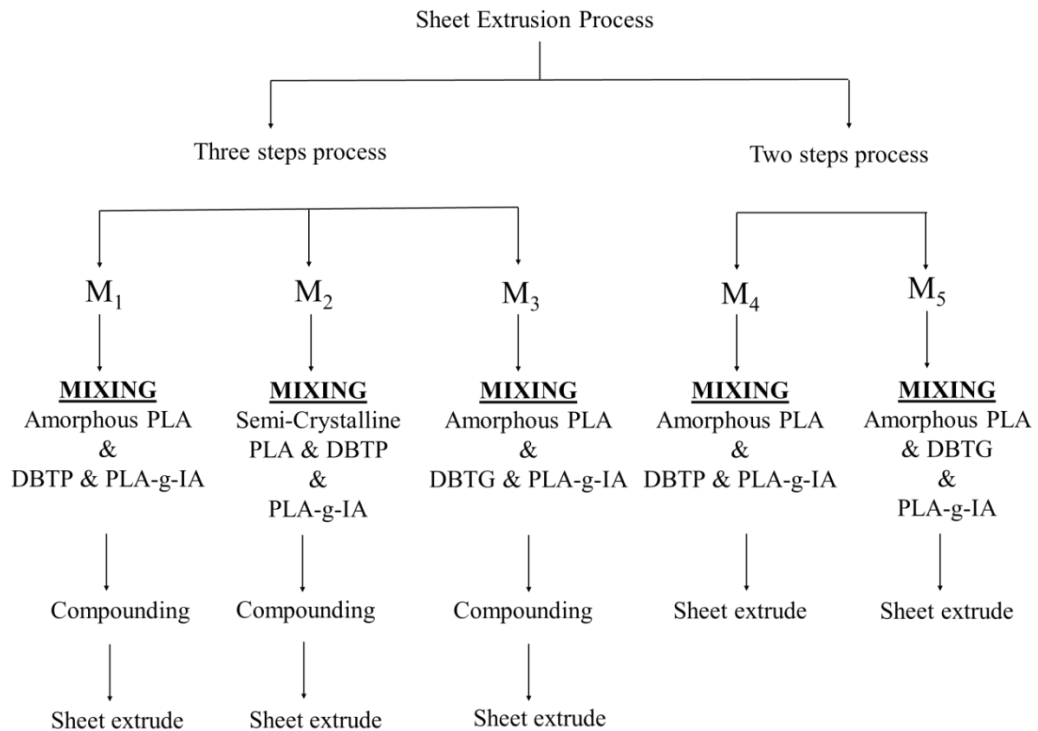 Sheet Extrusion Process
Three steps process
Two steps process
M₁
M₂
M₃
M₄
M₅
MIXING
Amorphous PLA
&
DBTP & PLA-g-IA
MIXING
Semi-Crystalline
PLA & DBTP
&
PLA-g-IA
MIXING
Amorphous PLA
&
DBTG & PLA-g-IA
MIXING
Amorphous PLA
&
DBTP & PLA-g-IA
MIXING
Amorphous PLA
& DBTG
&
PLA-g-IA
Compounding
Compounding
Compounding
Sheet extrude
Sheet extrude
Sheet extrude
Sheet extrude
Sheet extrude